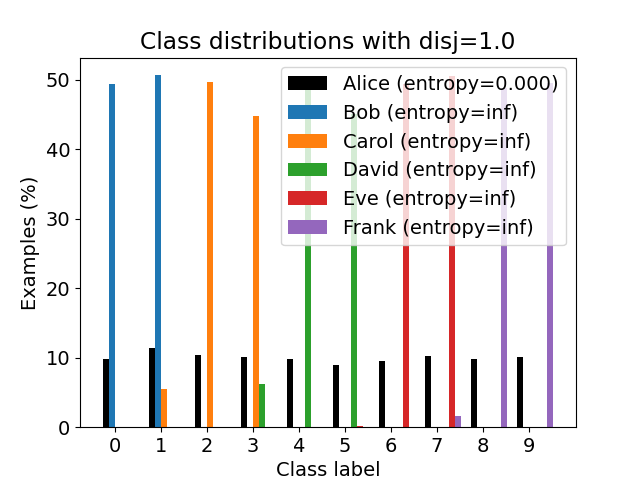 Class distributions with disj=1.0
Examples (%)
50
40
30
20
10
0
Alice (entropy=0.000)
Bob (entropy=inf)
Carol (entropy=inf)
David (entropy=inf)
Eve (entropy=inf)
Frank (entropy=inf)
0 1 2 3 4 5 6 7 8 9
Class label